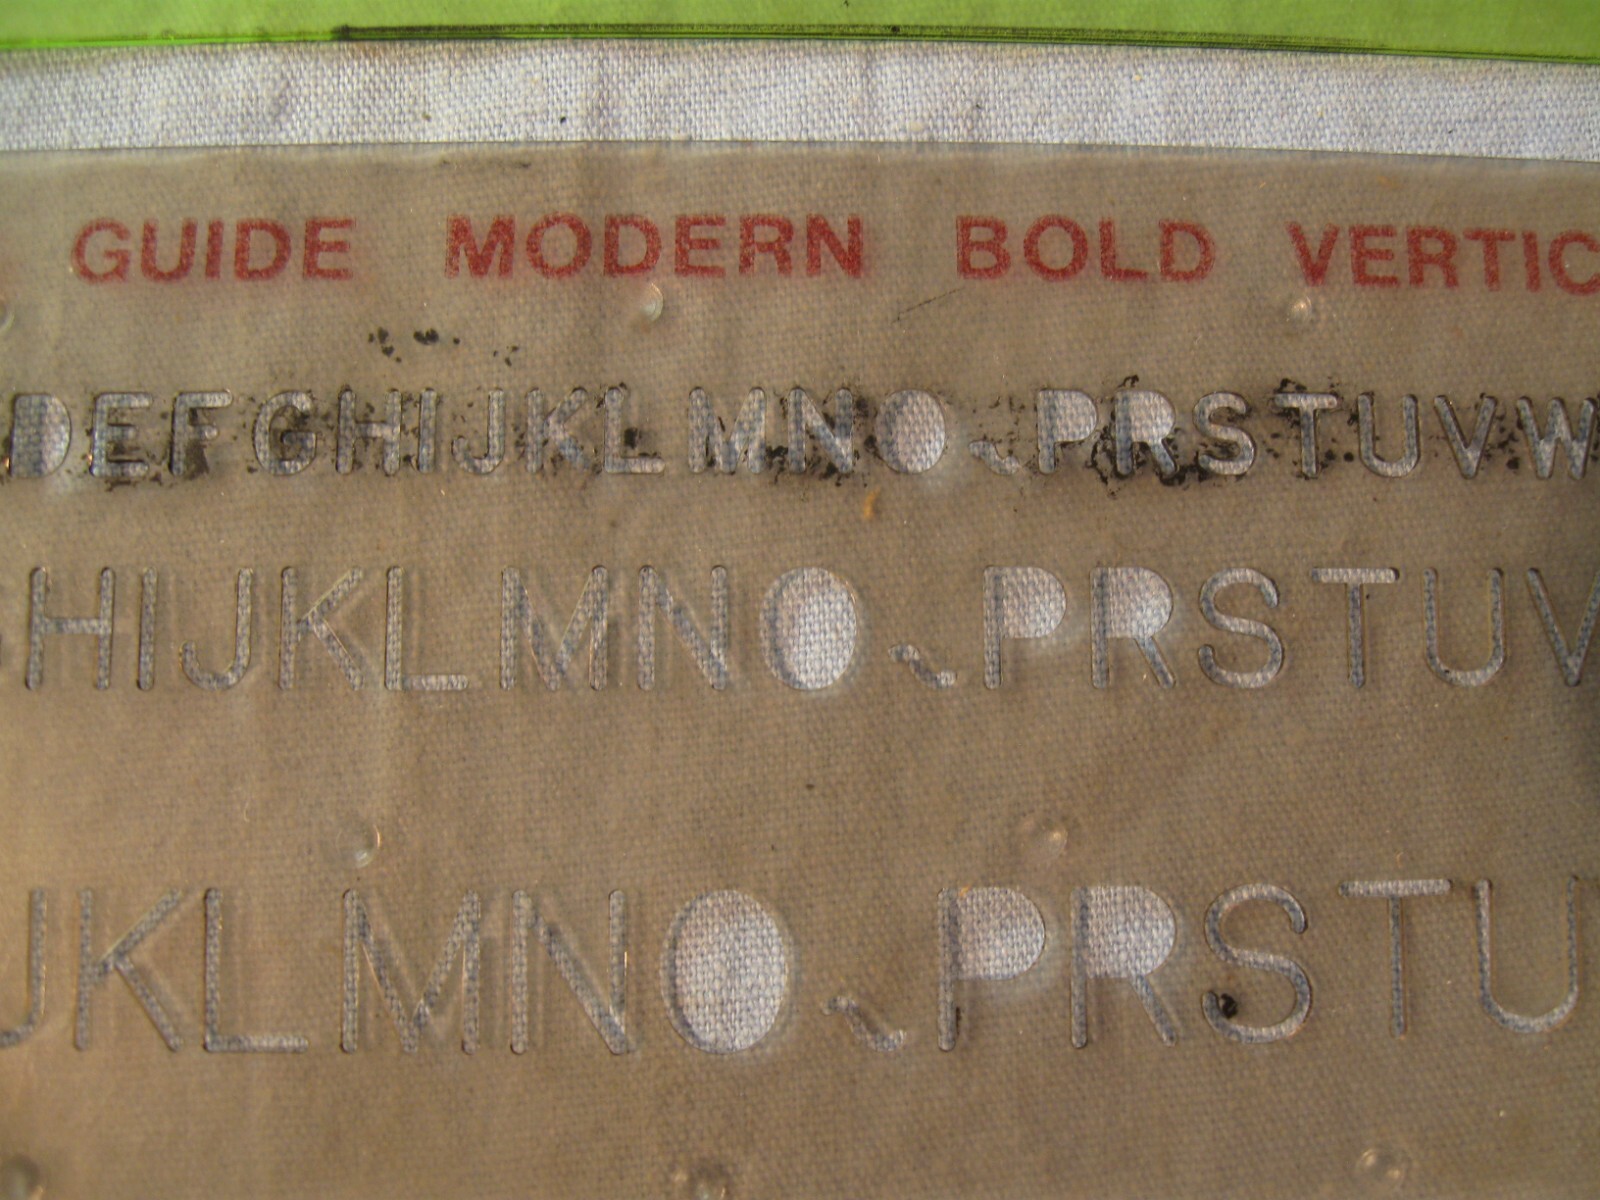 GUIDE MODERN BOLD VERTIC
DEFGHIJKLMNO PRSTUVW
HIJKLMNO PRSTUV
JKLMNO PRSTU